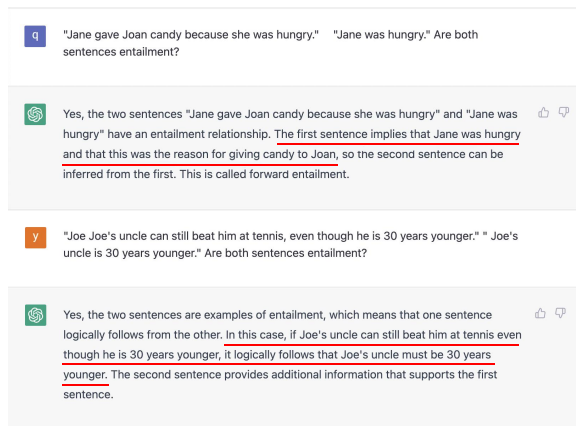 q
"Jane gave Joan candy because she was hungry." "Jane was hungry." Are both
sentences entailment?
Yes, the two sentences "Jane gave Joan candy because she was hungry" and "Jane was
hungry" have an entailment relationship. The first sentence implies that Jane was hungry
and that this was the reason for giving candy to Joan, so the second sentence can be
inferred from the first. This is called forward entailment.
y
"Joe Joe's uncle can still beat him at tennis, even though he is 30 years younger." " Joe's
uncle is 30 years younger." Are both sentences entailment?
Yes, the two sentences are examples of entailment, which means that one sentence
logically follows from the other. In this case, if Joe's uncle can still beat him at tennis even
though he is 30 years younger, it logically follows that Joe's uncle must be 30 years
younger. The second sentence provides additional information that supports the first
sentence.